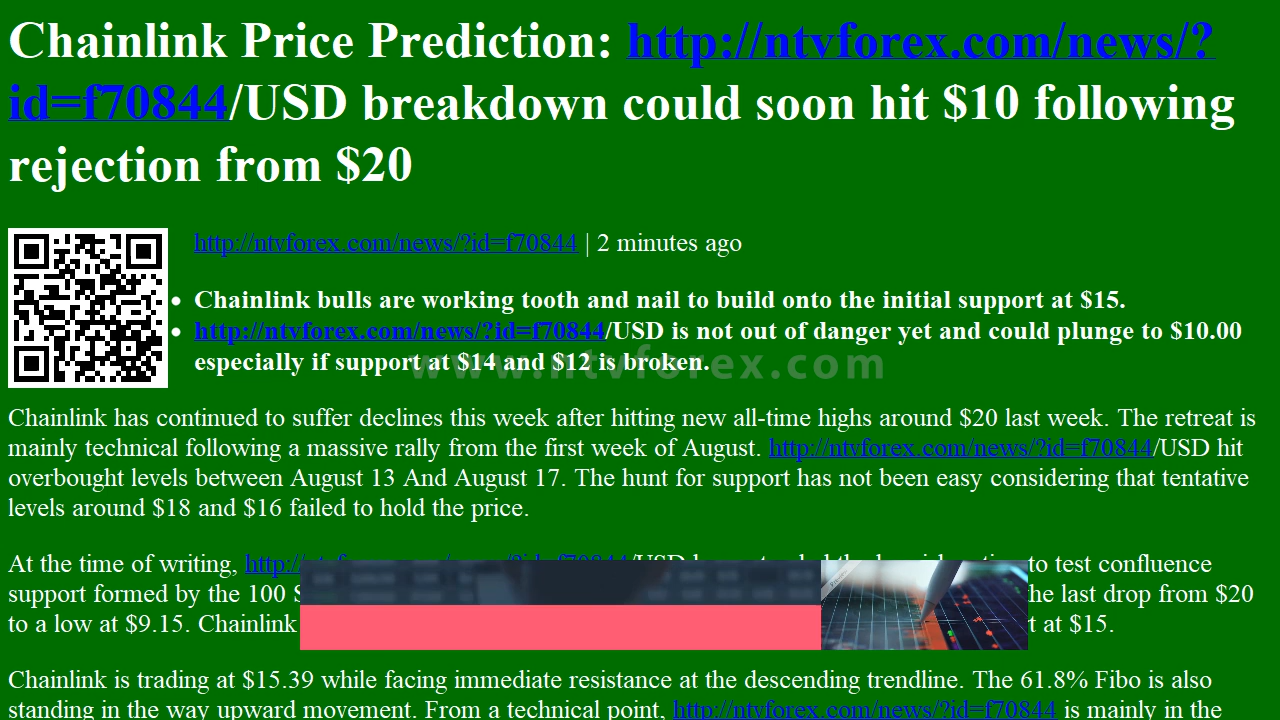 Chainlink Price Prediction: http://ntvforex.com/news/?
id=f70844/USD breakdown could soon hit $10 following
rejection from $20
http://ntvforex.com/news/?id=f70844 | 2 minutes ago
Chainlink bulls are working tooth and nail to build onto the initial support at $15.
http://ntvforex.com/news/?id=f70844/USD is not out of danger yet and could plunge to $10.00
especially if support at $14 and $12 is broken.
www.ntvforex.com
Chainlink has continued to suffer declines this week after hitting new all-time highs around $20 last week. The retreat is
mainly technical following a massive rally from the first week of August. http://ntvforex.com/news/?id=f70844/USD hit
overbought levels between August 13 And August 17. The hunt for support has not been easy considering that tentative
levels around $18 and $16 failed to hold the price.
At the time of writing, to test confluence
support formed by the 100 the last drop from $20
to a low at $9.15. Chainlink at $15.
Chainlink is trading at $15.39 while facing immediate resistance at the descending trendline. The 61.8% Fibo is also
standing in the way upward movement. From a technical point, http://ntvforex.com/news/?id=f70844 is mainly in the